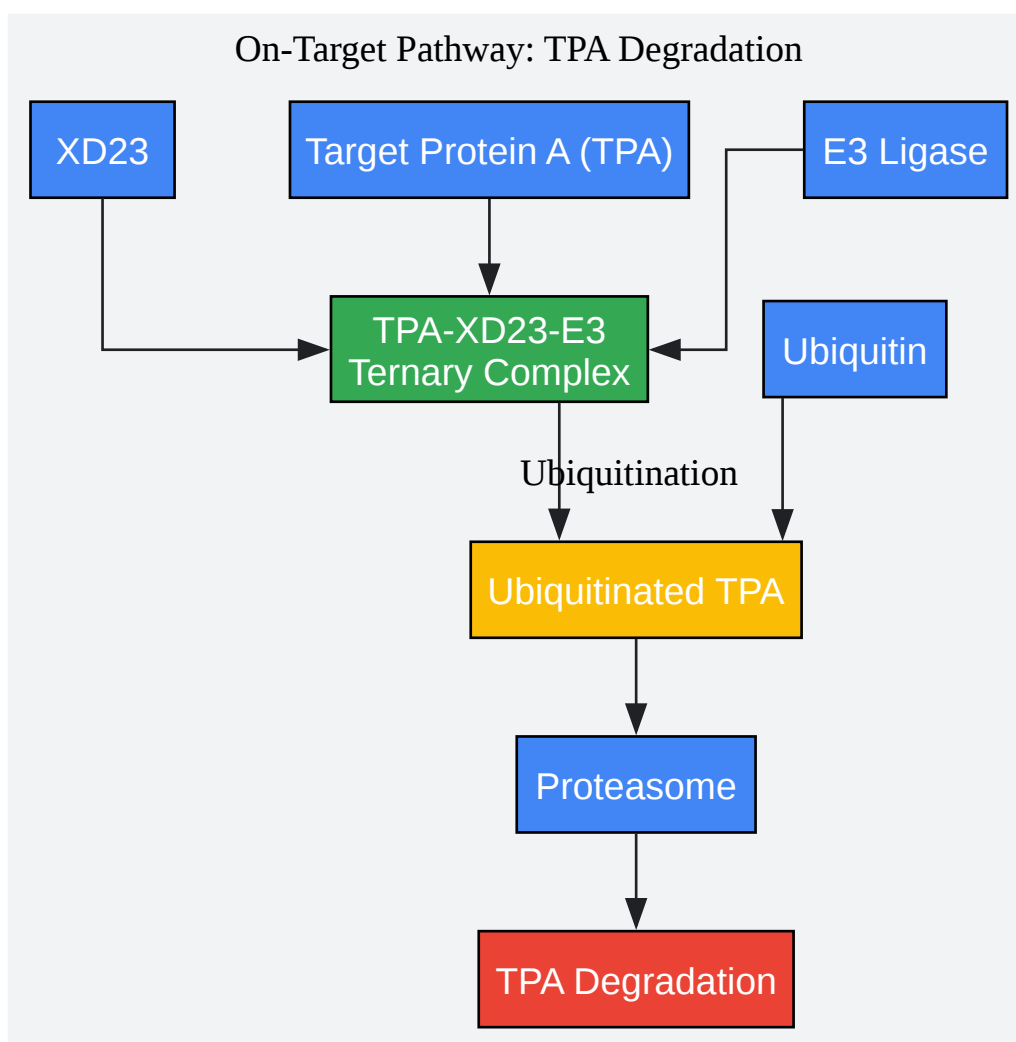 On-Target Pathway: TPA Degradation
XD23
Target Protein A (TPA)
E3 Ligase
TPA-XD23-E3
Ternary Complex
Ubiquitin
Ubiquitination
Ubiquitinated TPA
Proteasome
TPA Degradation